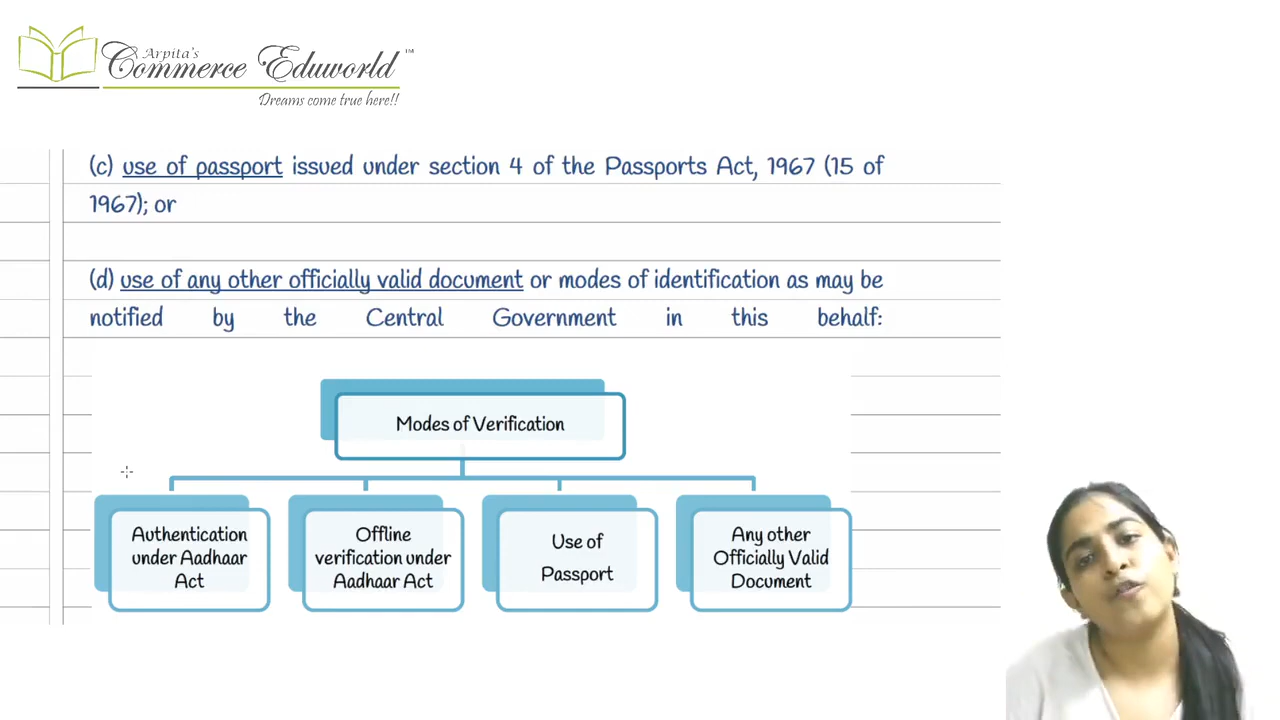 Arpita's
Commerce Eduworld™
Dreams come true here!!
(c) use of passport issued under section 4 of the Passports Act, 1967 (15 of
1967); or
(d) use of any other officially valid document or modes of identification as may be
notified by the Central Government in this behalf:
Modes of Verification
Authentication
under Aadhaar
Act
Offline
verification under
Aadhaar Act
Use of
Passport
Any other
Officially Valid
Document